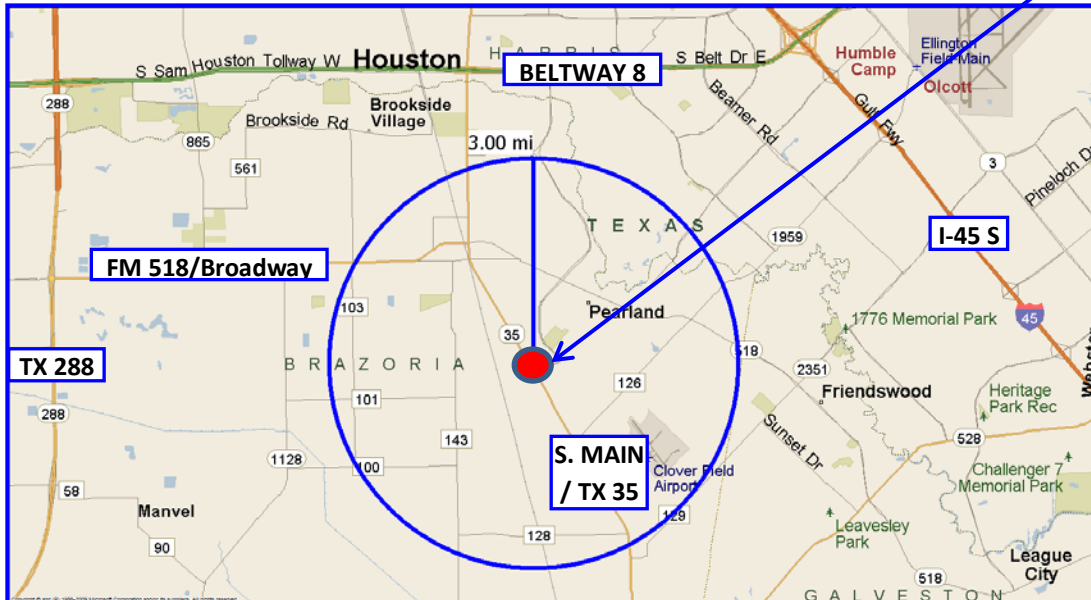 S Sam Houston Tollway W
Houston
HARRIS
BELTWAY 8
S Belt Dr E
Humble
Camp
Ellington
Field Main
Olcott
288
Brookside
Village
Brookside Rd
865
561
3.00 mi
Beamer Rd
Gulf Fwy
3
Pineloch Dr
TEXAS
1959
I-45 S
FM 518/Broadway
103
35
Pearland
45
1776 Memorial Park
518
2351
TX 288
BRAZORIA
126
Friendswood
Webster
Heritage
Park Rec
288
101
143
S. MAIN
/ TX 35
Clover Field
Airport
Sunset Dr
528
1128
100
Challenger 7
Memorial Park
58
Manvel
129
Leavesley
Park
90
128
League
City
518
GALVESTON